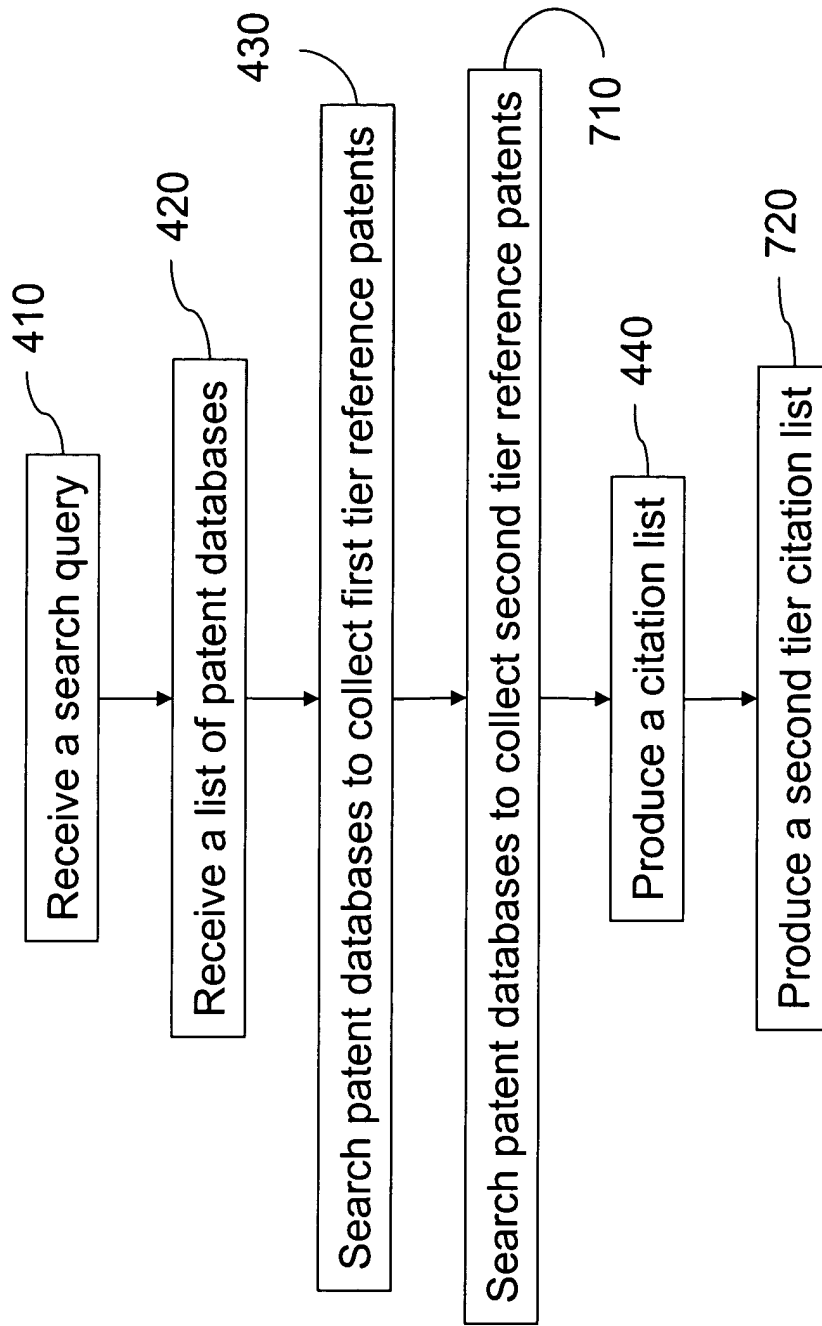 Receive a search query
410
Receive a list of patent databases
420
Search patent databases to collect first tier reference patents
430
Search patent databases to collect second tier reference patents
710
Produce a citation list
440
Produce a second tier citation list
720